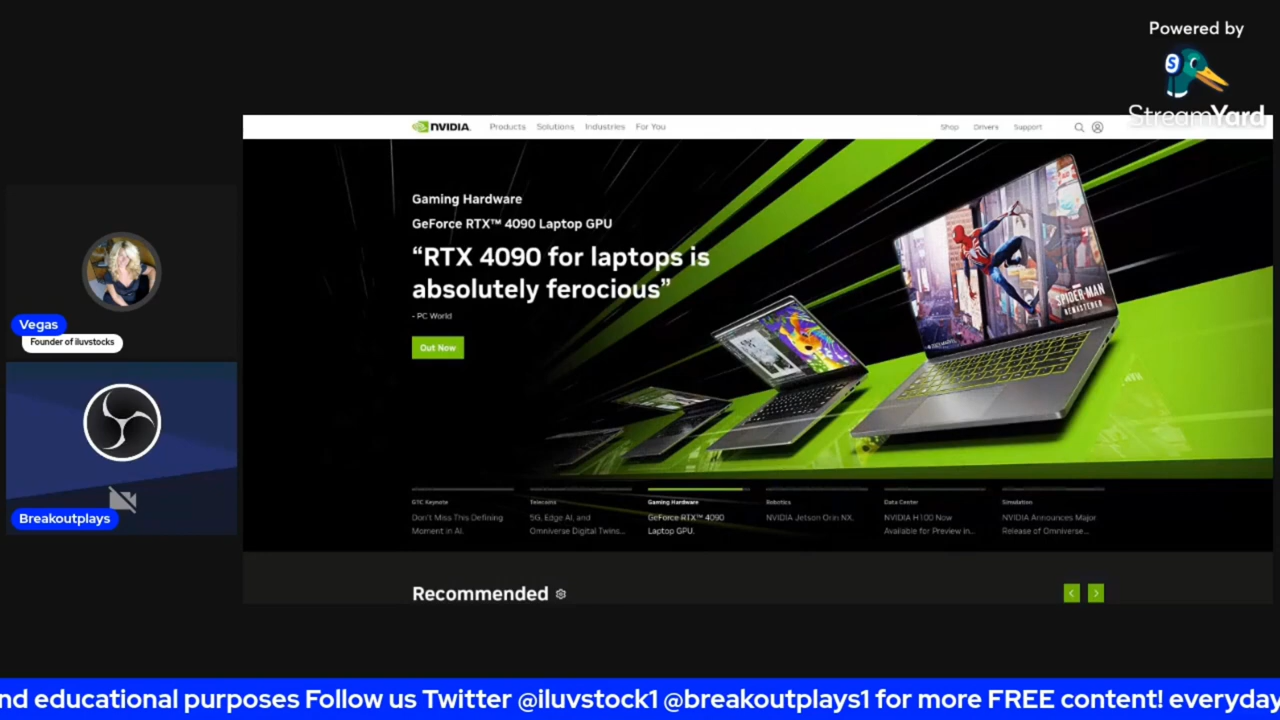 Powered by
StreamYard
NVIDIA.
Products Solutions Industries For You
Shop Drivers Support
Gaming Hardware
GeForce RTX™ 4090 Laptop GPU
“RTX 4090 for laptops is
absolutely ferocious”
- PC World
Out Now
SPIDER-MAN
REMASTERED
Vegas
Founder of iluvstocks
Breakoutplays
GTC Keynote
Don't Miss This Defining
Moment in AI.
Telecoms
5G, Edge AI, and
Omniverse Digital Twins...
Gaming Hardware
GeForce RTX™ 4090
Laptop GPU.
Robotics
NVIDIA Jetson Orin NX.
Data Center
NVIDIA H100 Now
Available for Preview in...
Simulation
NVIDIA Announces Major
Release of Omniverse...
Recommended
nd educational purposes Follow us Twitter @iluvstock1 @breakoutplays1 for more FREE content! everyday